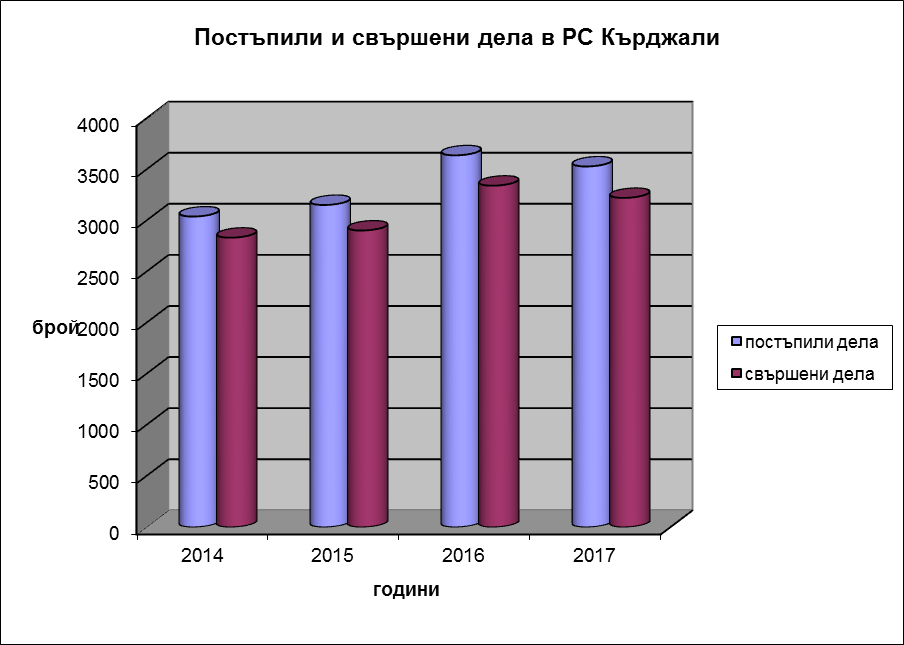 Постъпили и свършени дела в РС Кърджали
4000
3500
3000
2500
2000
1500
1000
500
0
брой
2014 2015 2016 2017
години
постъпили дела
свършени дела